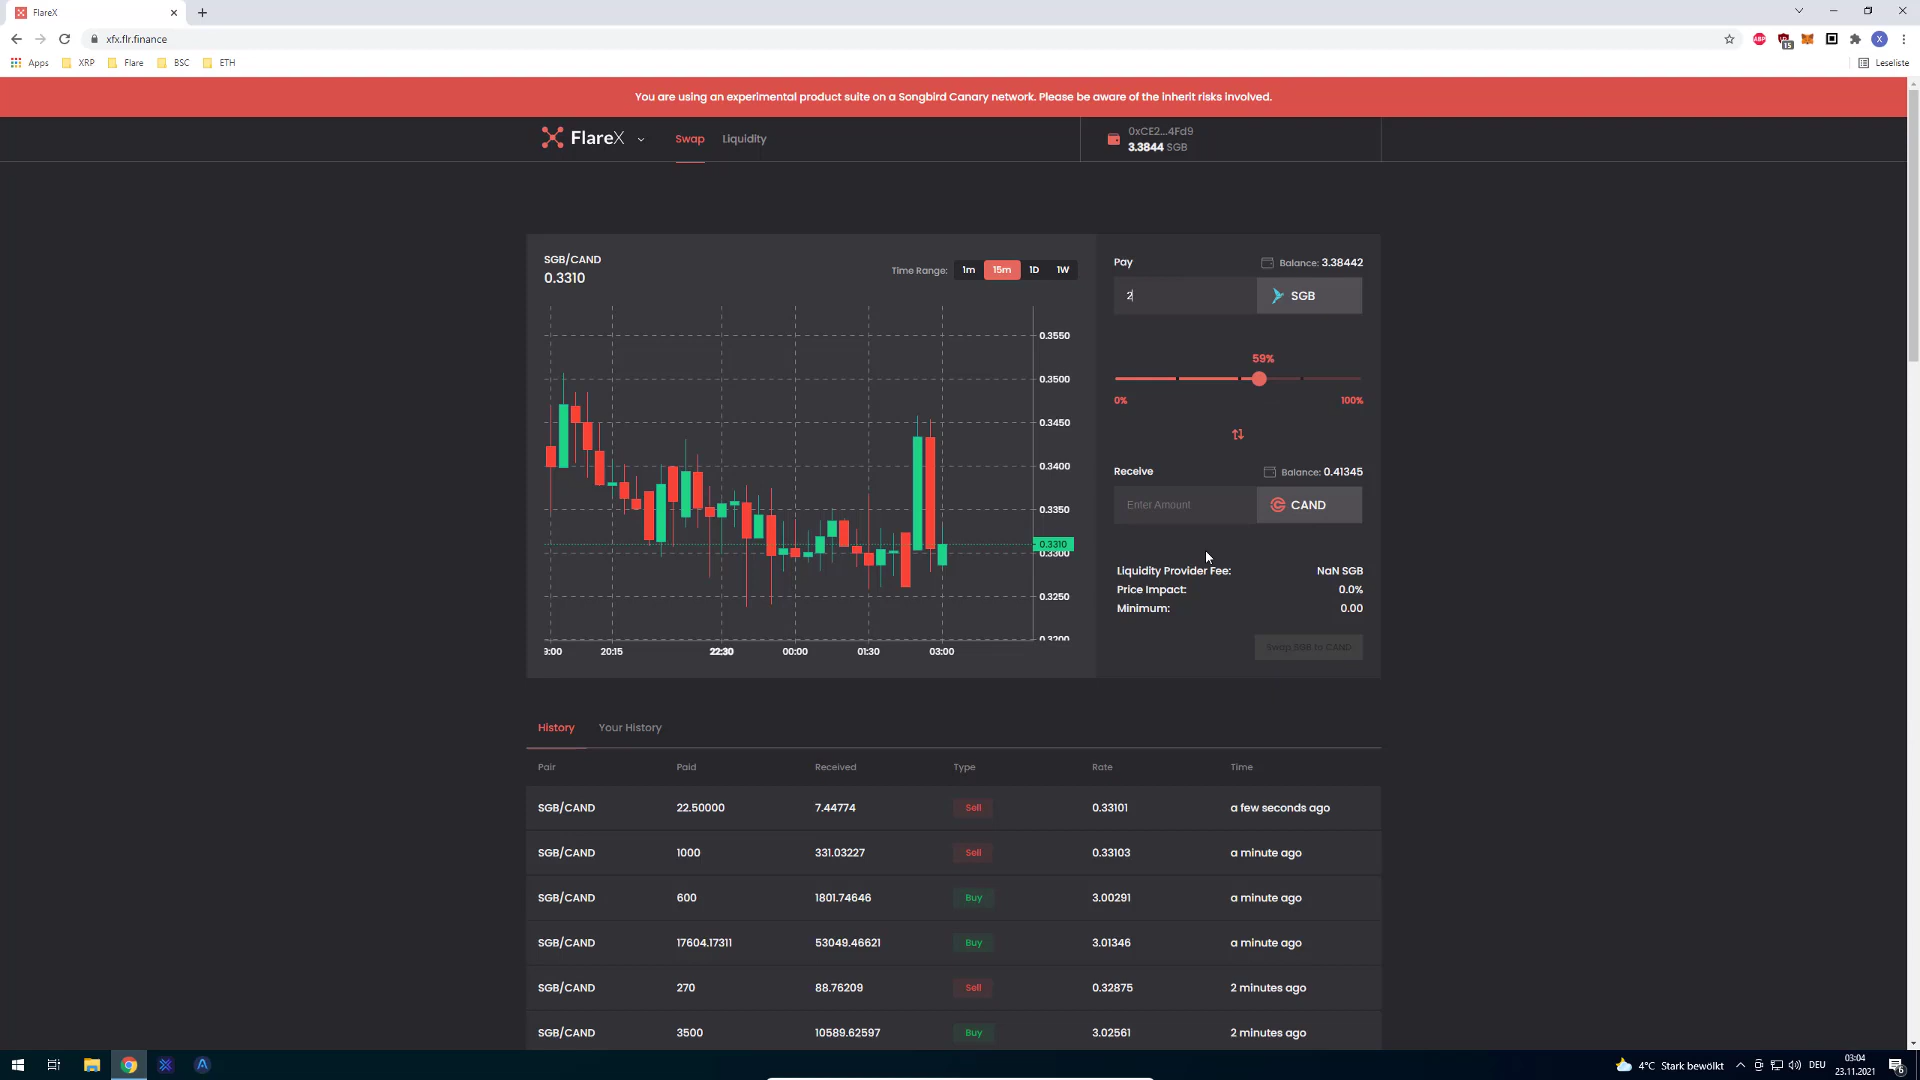 FlareX
xfx.flr.finance
Apps
XRP
Flare
BSC
ETH
ABP
15
X
Leseliste
You are using an experimental product suite on a Songbird Canary network. Please be aware of the inherit risks involved.
FlareX
Swap
Liquidity
0xCE2...4Fd9
3.3844 SGB
SGB/CAND
0.3310
Time Range:
1m
15m
1D
1W
0.3550
0.3500
0.3450
0.3400
0.3350
0.3310
0.3300
0.3250
0.3200
9:00
20:15
22:30
00:00
01:30
03:00
Pay
Balance: 3.38442
2
SGB
59%
0%
100%
Receive
Balance: 0.41345
Enter Amount
CAND
Liquidity Provider Fee:
NaN SGB
Price Impact:
0.0%
Minimum:
0.00
Swap SGB to CAND
History
Your History
Pair Paid Received Type Rate Time
SGB/CAND 22.50000 7.44774 Sell 0.33101 a few seconds ago
SGB/CAND 1000 331.03227 Sell 0.33103 a minute ago
SGB/CAND 600 1801.74646 Buy 3.00291 a minute ago
SGB/CAND 17604.17311 53049.46621 Buy 3.01346 a minute ago
SGB/CAND 270 88.76209 Sell 0.32875 2 minutes ago
SGB/CAND 3500 10589.62597 Buy 3.02561 2 minutes ago
4°C Stark bewölkt
DEU
03:04
23.11.2021
6